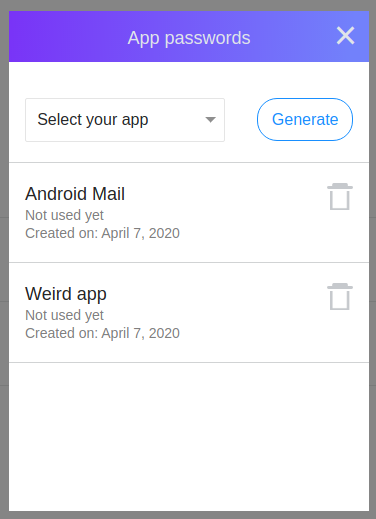 App passwords
Select your app
Generate
Android Mail
Not used yet
Created on: April 7, 2020
Weird app
Not used yet
Created on: April 7, 2020